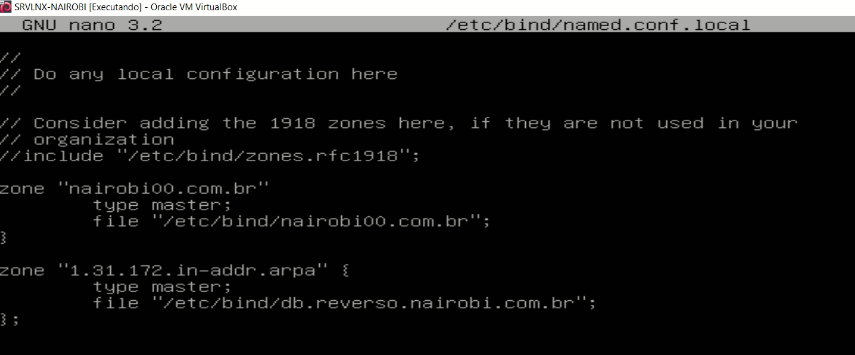 SRVLNX-NAIROBI [Executando] - Oracle VM VirtualBox
GNU nano 3.2 /etc/bind/named.conf.local
//
// Do any local configuration here
//
// Consider adding the 1918 zones here, if they are not used in your
// organization
//include "/etc/bind/zones.rfc1918";
zone "nairobi00.com.br"
type master;
file "/etc/bind/nairobi00.com.br";
}
zone "1.31.172.in-addr.arpa" {
type master;
file "/etc/bind/db.reverso.nairobi.com.br";
};